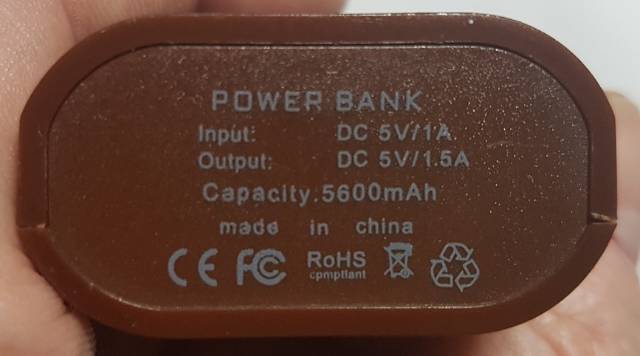 POWER BANK
Input: DC 5V/1A
Output: DC 5V/1.5A
Capacity.5600mAh
made in china
CE FC RoHS
cpmptlant